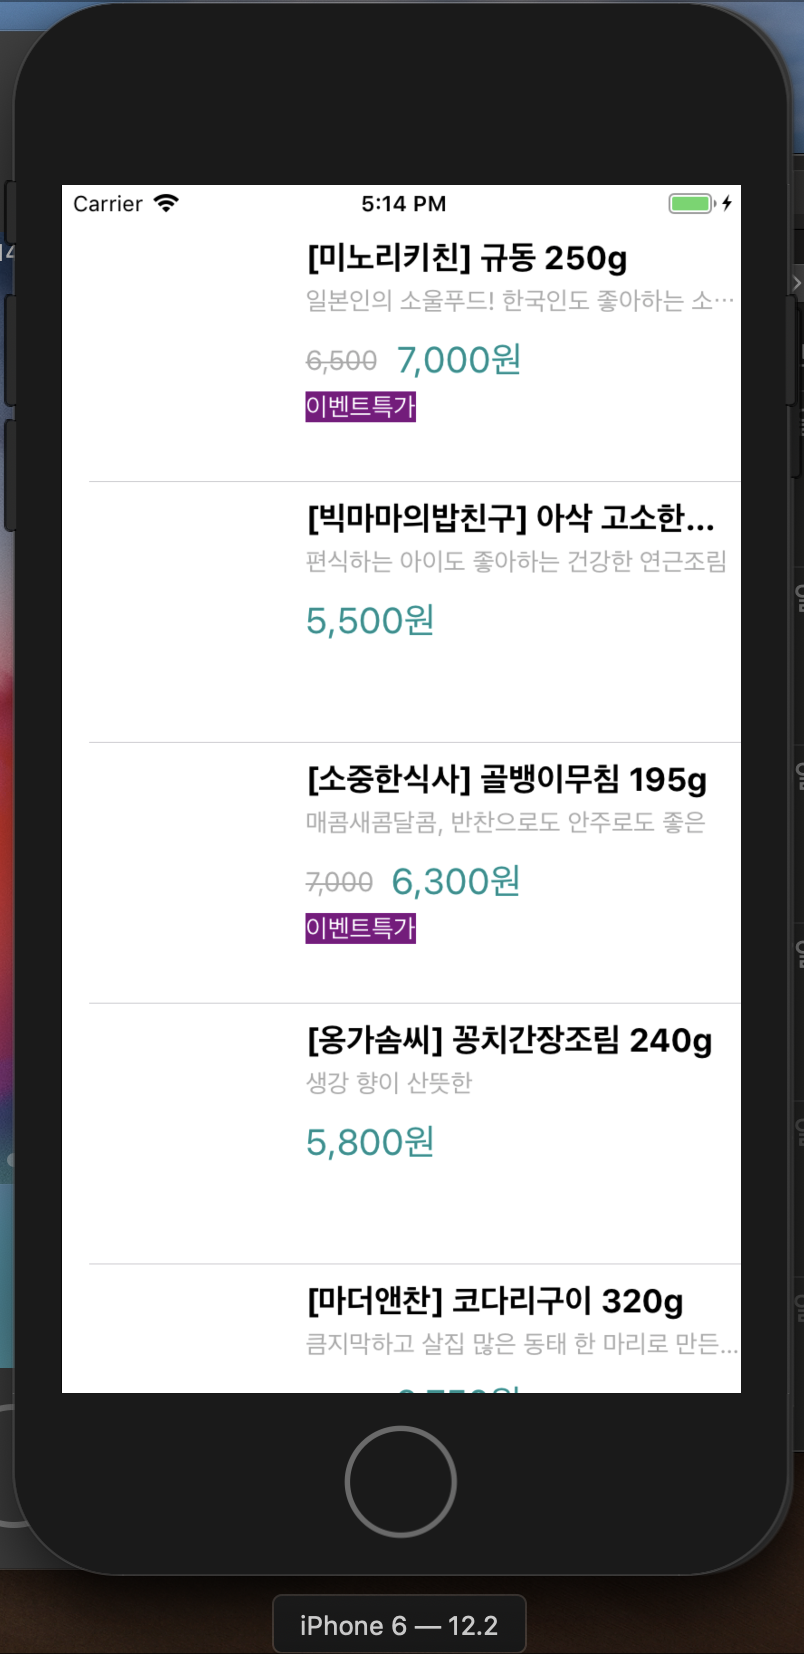 Carrier 5:14 PM
[미노리키친] 규동 250g
일본인의 소울푸드! 한국인도 좋아하는 소…
6,500 7,000원
이벤트특가
[빅마마의밥친구] 아삭 고소한...
편식하는 아이도 좋아하는 건강한 연근조림
5,500원
[소중한식사] 골뱅이무침 195g
매콤새콤달콤, 반찬으로도 안주로도 좋은
7,000 6,300원
이벤트특가
[옹가솜씨] 꽁치간장조림 240g
생강 향이 산뜻한
5,800원
[마더앤찬] 코다리구이 320g
큼지막하고 살집 많은 동태 한 마리로 만든...
iPhone 6 — 12.2